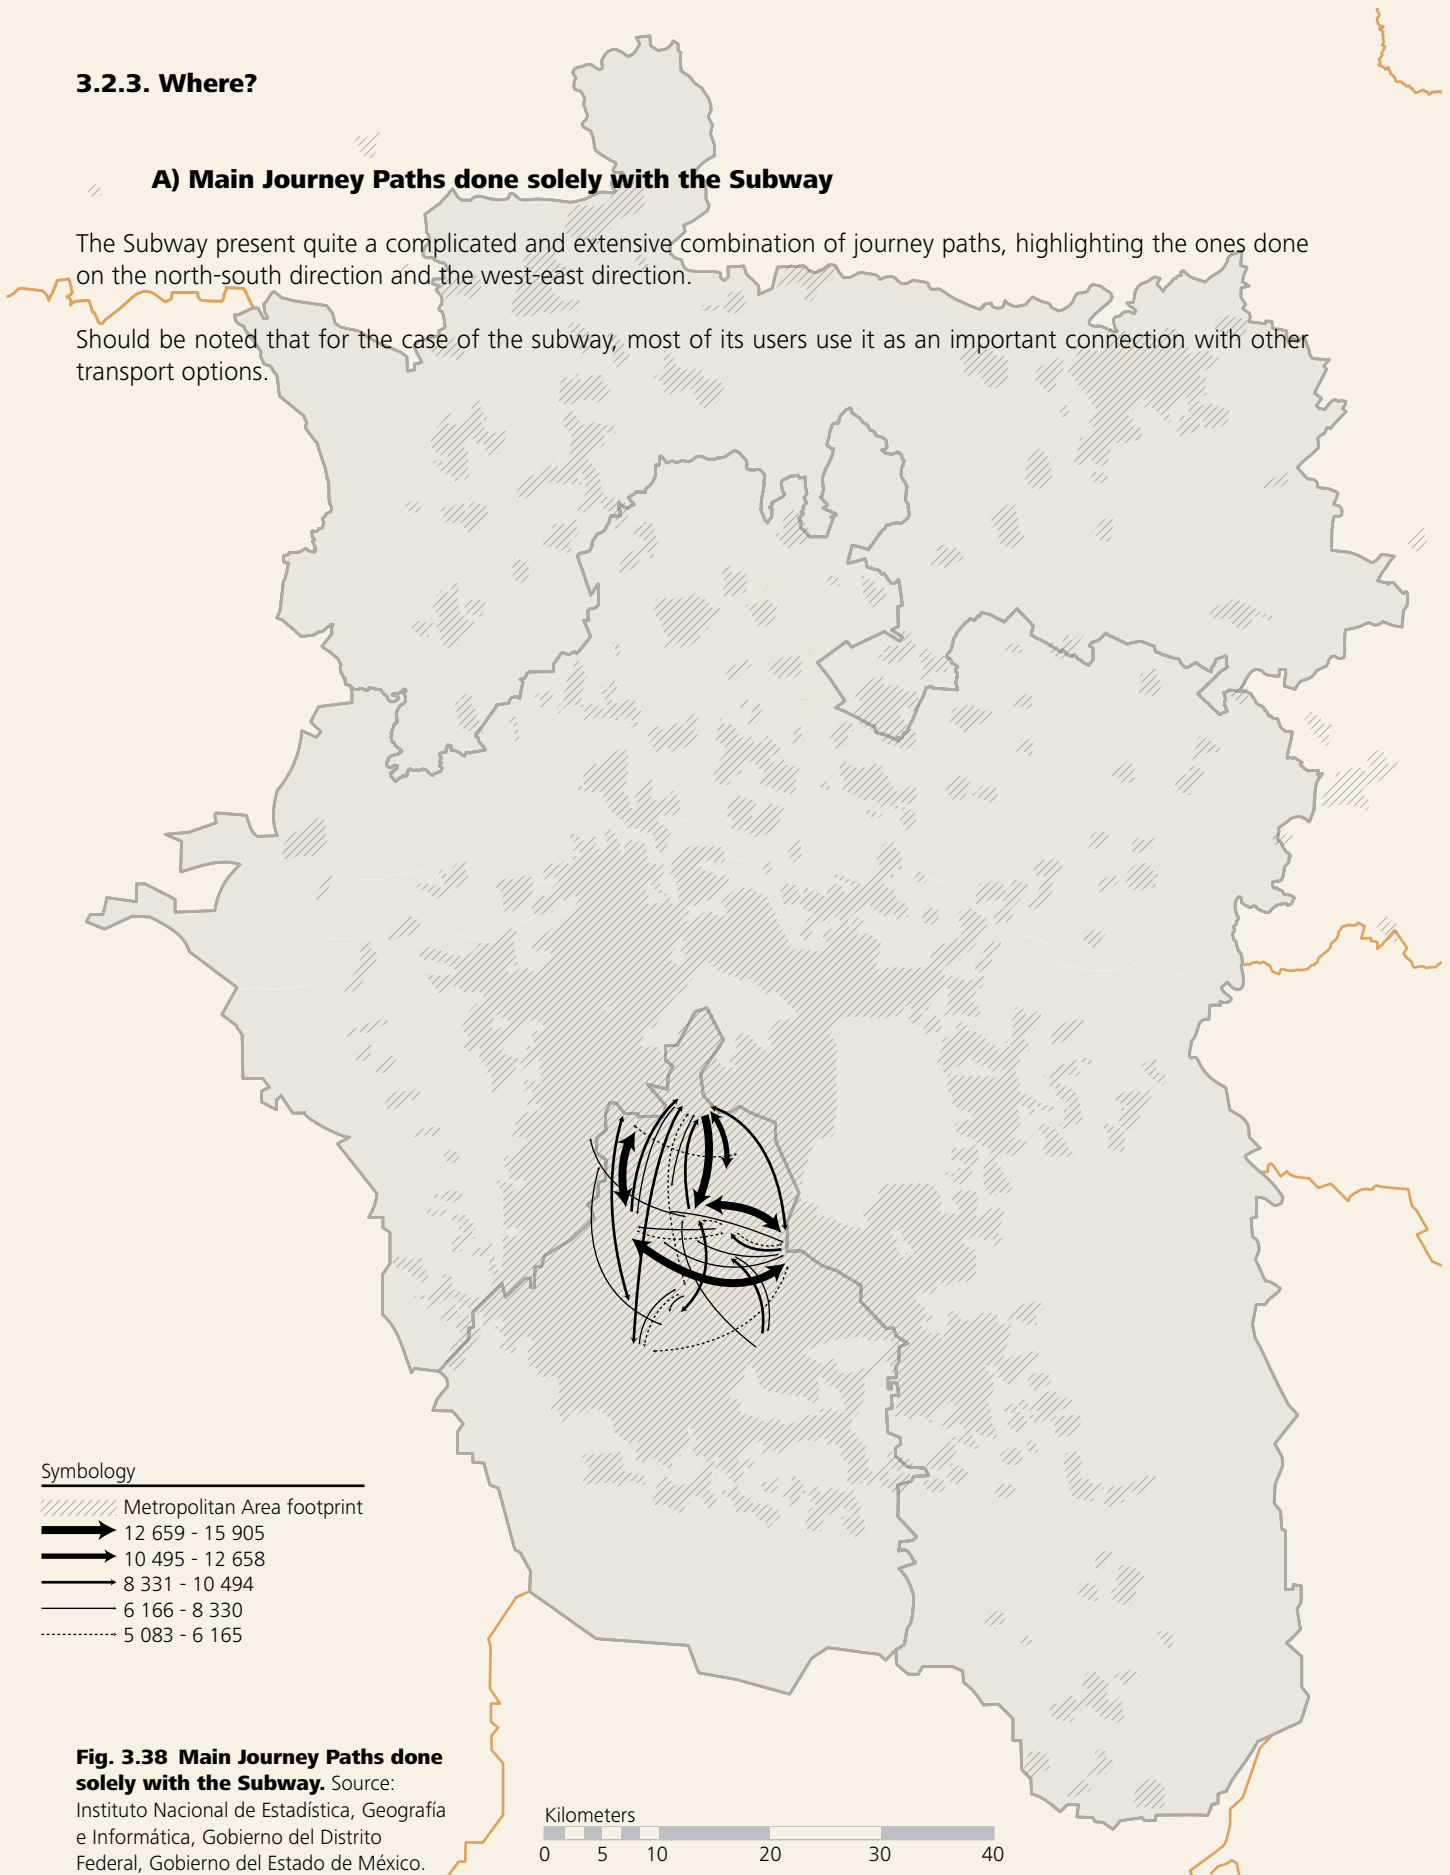 3.2.3. Where?
A) Main Journey Paths done solely with the Subway
The Subway present quite a complicated and extensive combination of journey paths, highlighting the ones done
on the north-south direction and the west-east direction.
Should be noted that for the case of the subway, most of its users use it as an important connection with other
transport options.
Symbology
Metropolitan Area footprint
12 659 - 15 905
10 495 - 12 658
8 331 - 10 494
6 166 - 8 330
5 083 - 6 165
Fig. 3.38 Main Journey Paths done
solely with the Subway. Source:
Instituto Nacional de Estadística, Geografía
e Informática, Gobierno del Distrito
Federal, Gobierno del Estado de México.
Kilometers
0 5 10 20 30 40